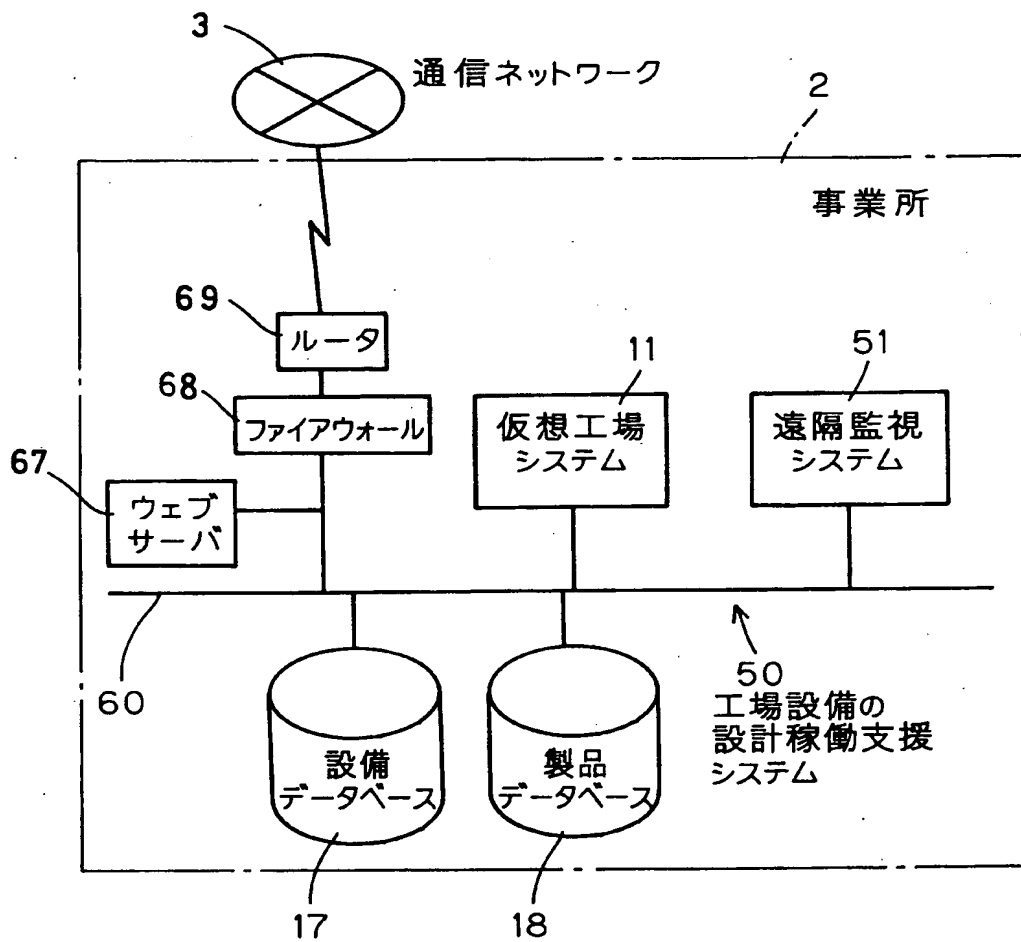 3
通信ネットワーク
2
事業所
69
ルータ
68
ファイアウォール
11
仮想工場
システム
51
遠隔監視
システム
67
ウェブ
サーバ
60
50
工場設備の
設計稼働支援
システム
設備
データベース
製品
データベース
17
18